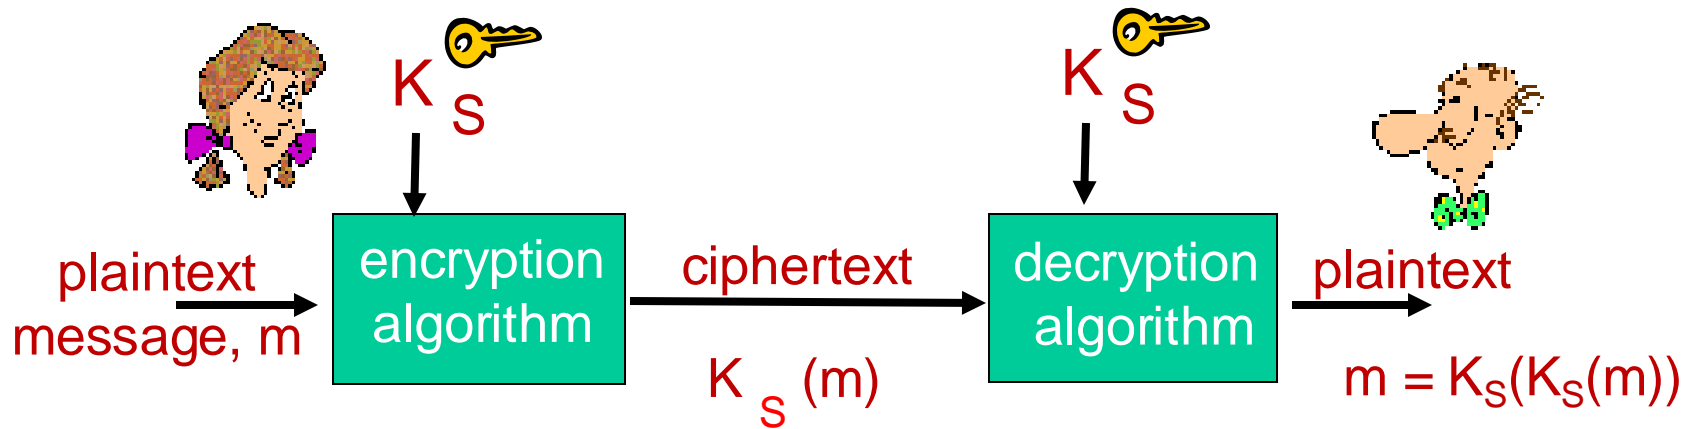 K S
K S
plaintext
message, m
encryption
algorithm
ciphertext
K S (m)
decryption
algorithm
plaintext
m = KS(KS(m))